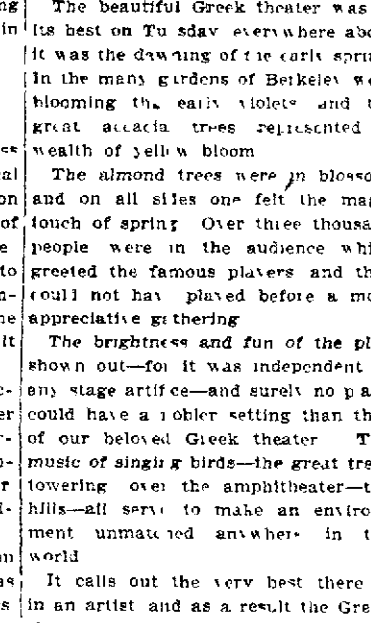 The beautiful Greek theater was
its best on Tu sday everywhere abo
it was the dawning of the early sprin
In the many gardens of Berkeley we
blooming the early violets and t
great accacia trees represented
wealth of yellow bloom
The almond trees were in blosso
and on all sides one felt the mag
touch of spring Over three thousa
people were in the audience whi
greeted the famous players and th
could not have played before a mo
appreciative gathering
The brightness and fun of the pl
shown out—for it was independent
any stage artifice—and surely no pa
could have a nobler setting than th
of our beloved Greek theater T
music of singing birds—the great tre
towering over the amphitheater—t
hills—all serve to make an enviro
ment unmatched anywhere in t
world
It calls out the very best there
in an artist and as a result the Gre